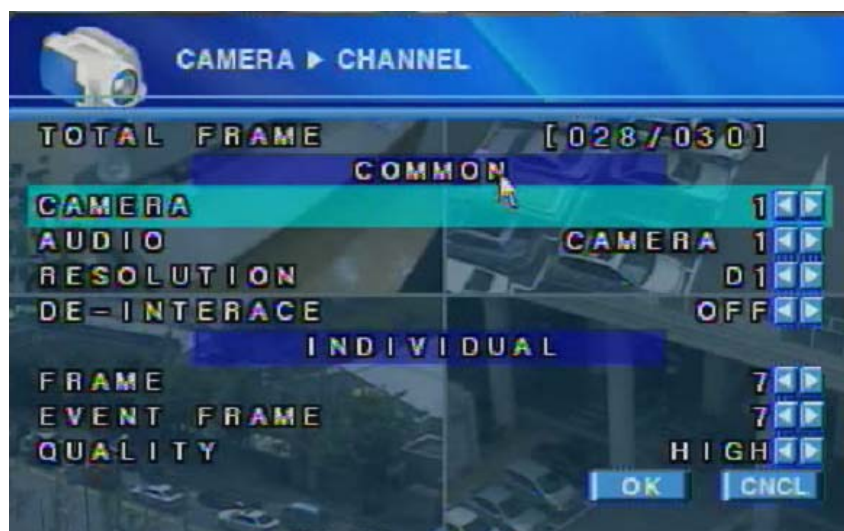 CAMERA ▶ CHANNEL
TOTAL FRAME [028/030]
COMMON
CAMERA 1
AUDIO CAMERA 1
RESOLUTION D1
DE-INTERACE OFF
INDIVIDUAL
FRAME 7
EVENT FRAME 7
QUALITY HIGH
OK CNCL